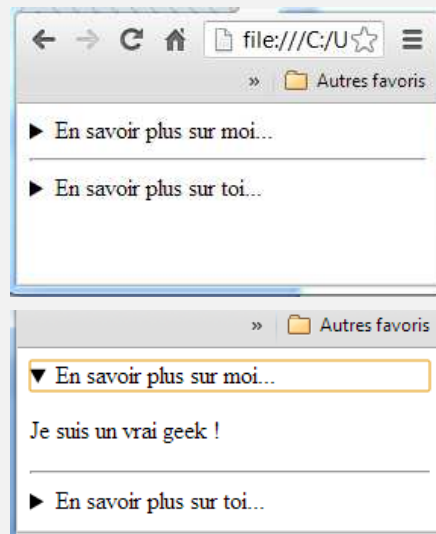 file:///C:/U
» Autres favoris
▶ En savoir plus sur moi...
▶ En savoir plus sur toi...
» Autres favoris
▼ En savoir plus sur moi...
Je suis un vrai geek !
▶ En savoir plus sur toi...